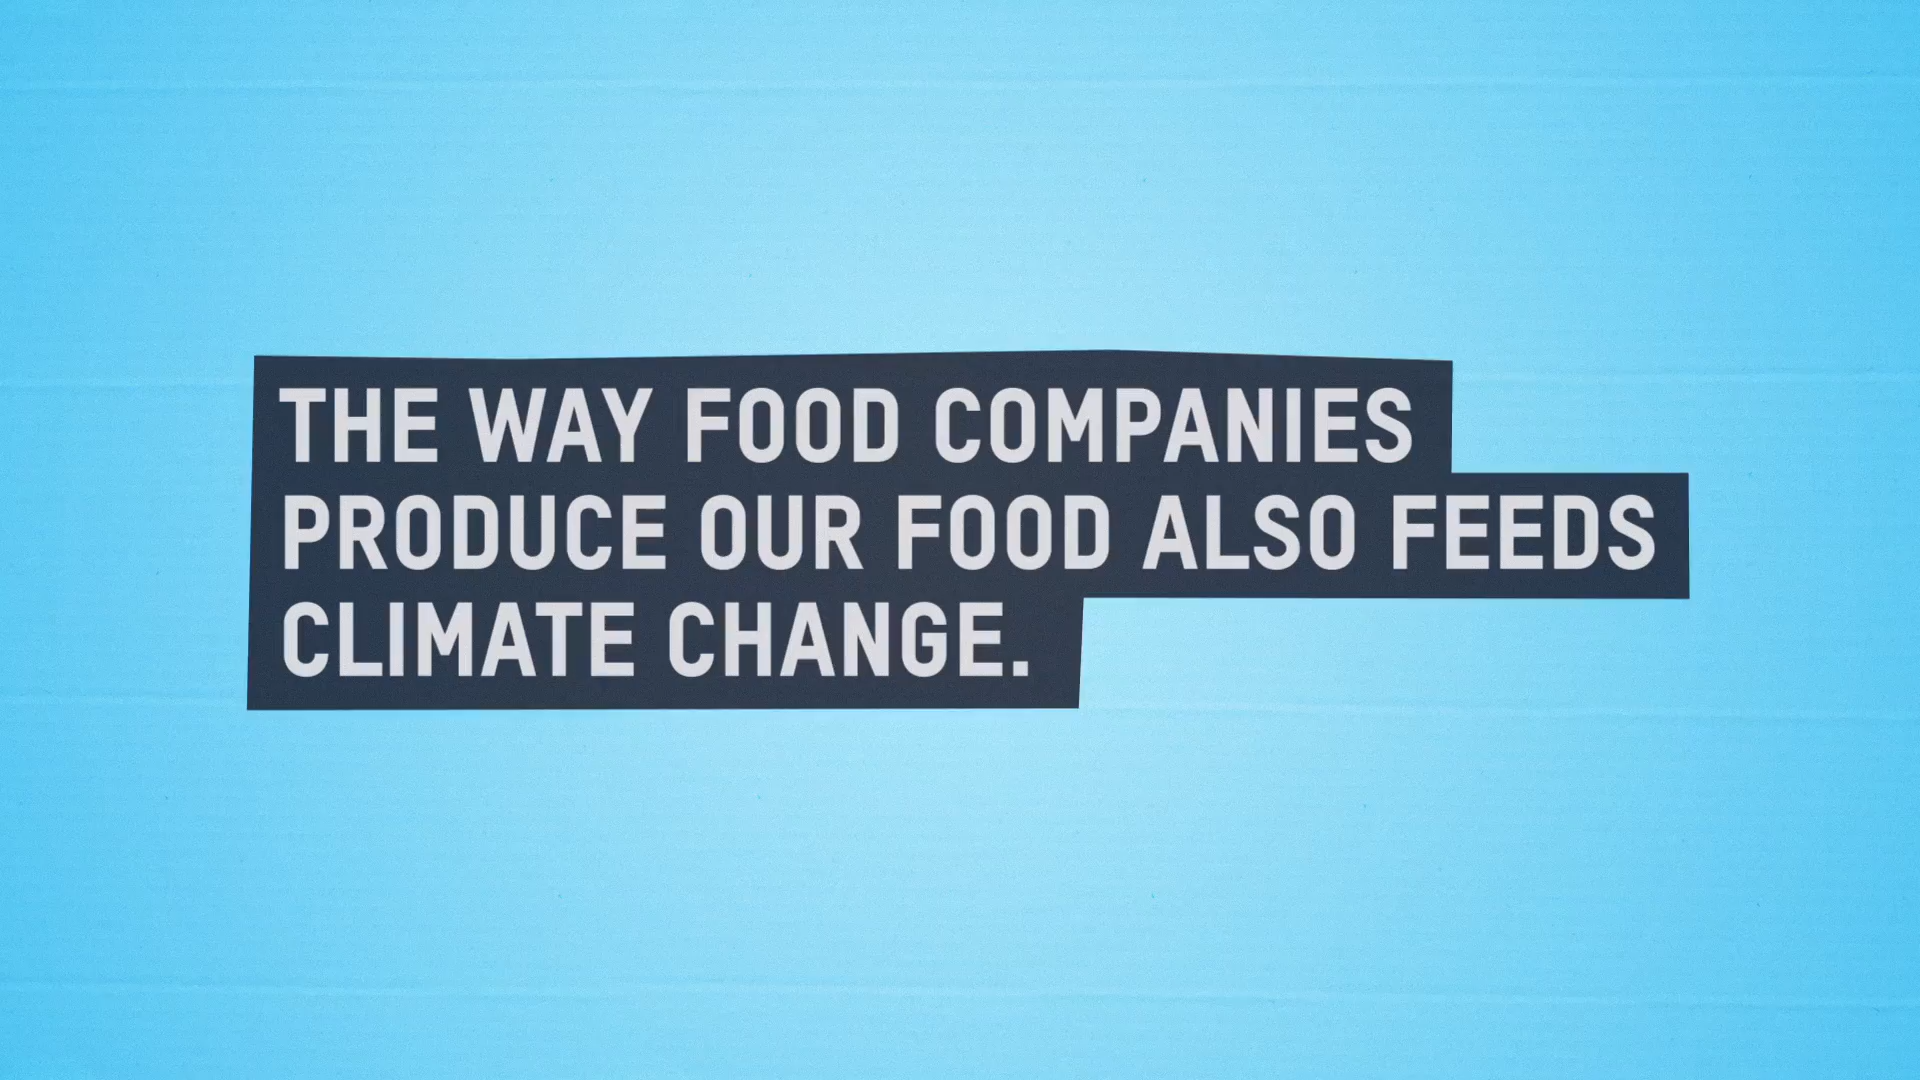 THE WAY FOOD COMPANIES
PRODUCE OUR FOOD ALSO FEEDS
CLIMATE CHANGE.